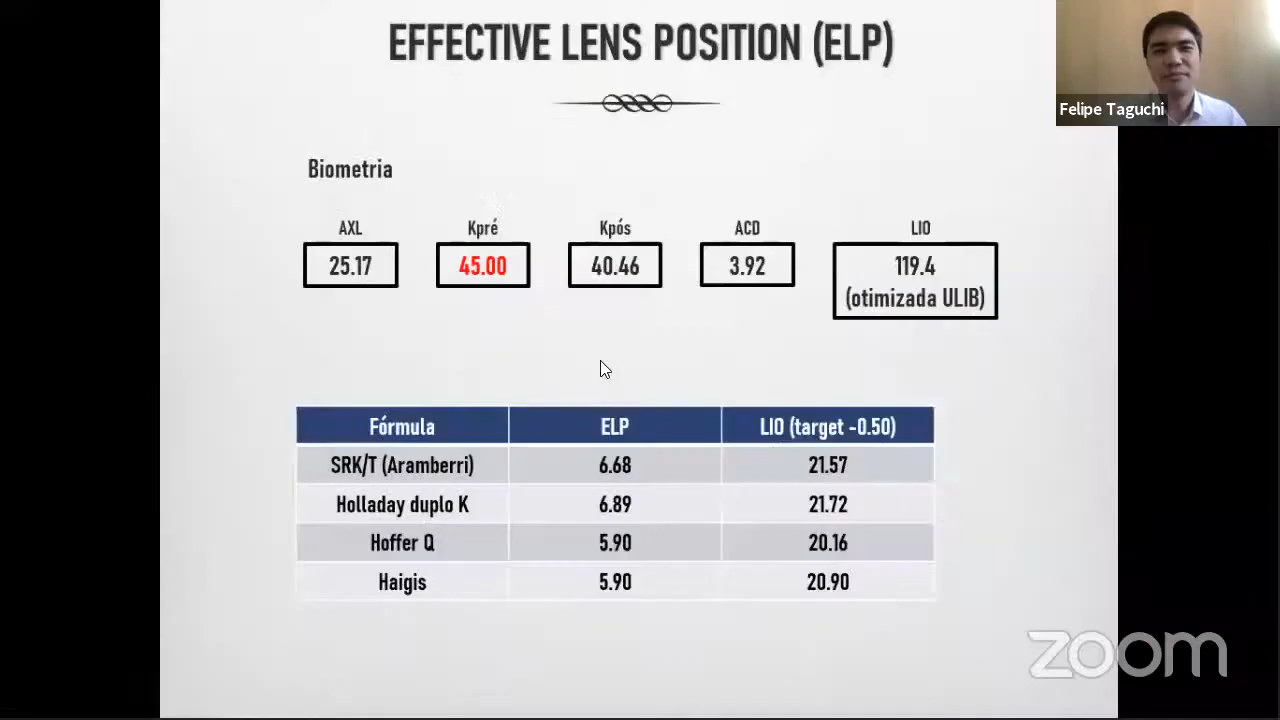 EFFECTIVE LENS POSITION (ELP)
Felipe Taguchi
Biometria
AXL Kpré Kpós ACD LIO
25.17 45.00 40.46 3.92 119.4
(otimizada ULIB)
Fórmula ELP LIO (target -0.50)
SRK/T (Aramberri) 6.68 21.57
Holladay duplo K 6.89 21.72
Hoffer Q 5.90 20.16
Haigis 5.90 20.90
zoom